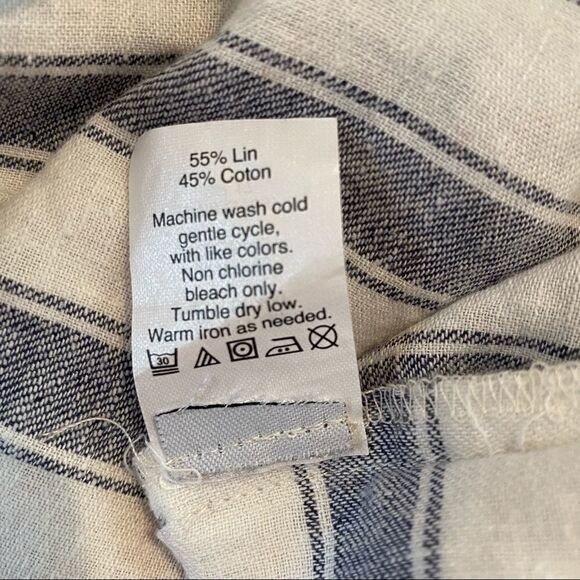 55% Lin
45% Coton
Machine wash cold
gentle cycle,
with like colors.
Non chlorine
bleach only.
Tumble dry low.
Warm iron as needed.
30